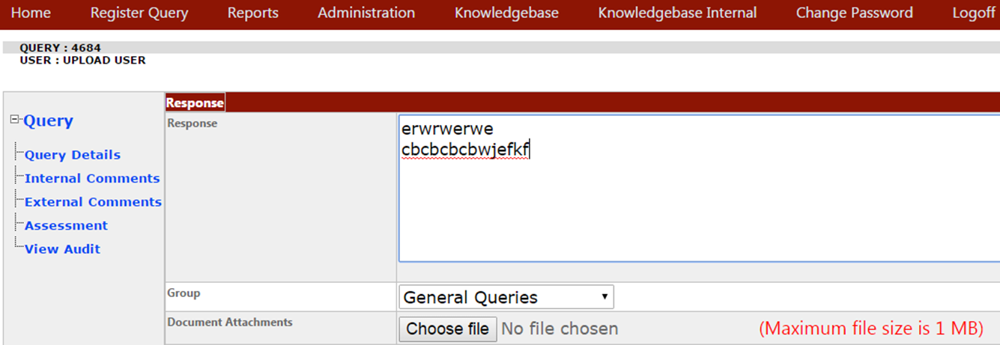 Home Register Query Reports Administration Knowledgebase Knowledgebase Internal Change Password Logoff
QUERY : 4684
USER : UPLOAD USER
Query
Query Details
Internal Comments
External Comments
Assessment
View Audit
Response
Response
erwrwerwe
cbcbcbcbwjefkf
Group
General Queries
Document Attachments
Choose file No file chosen (Maximum file size is 1 MB)